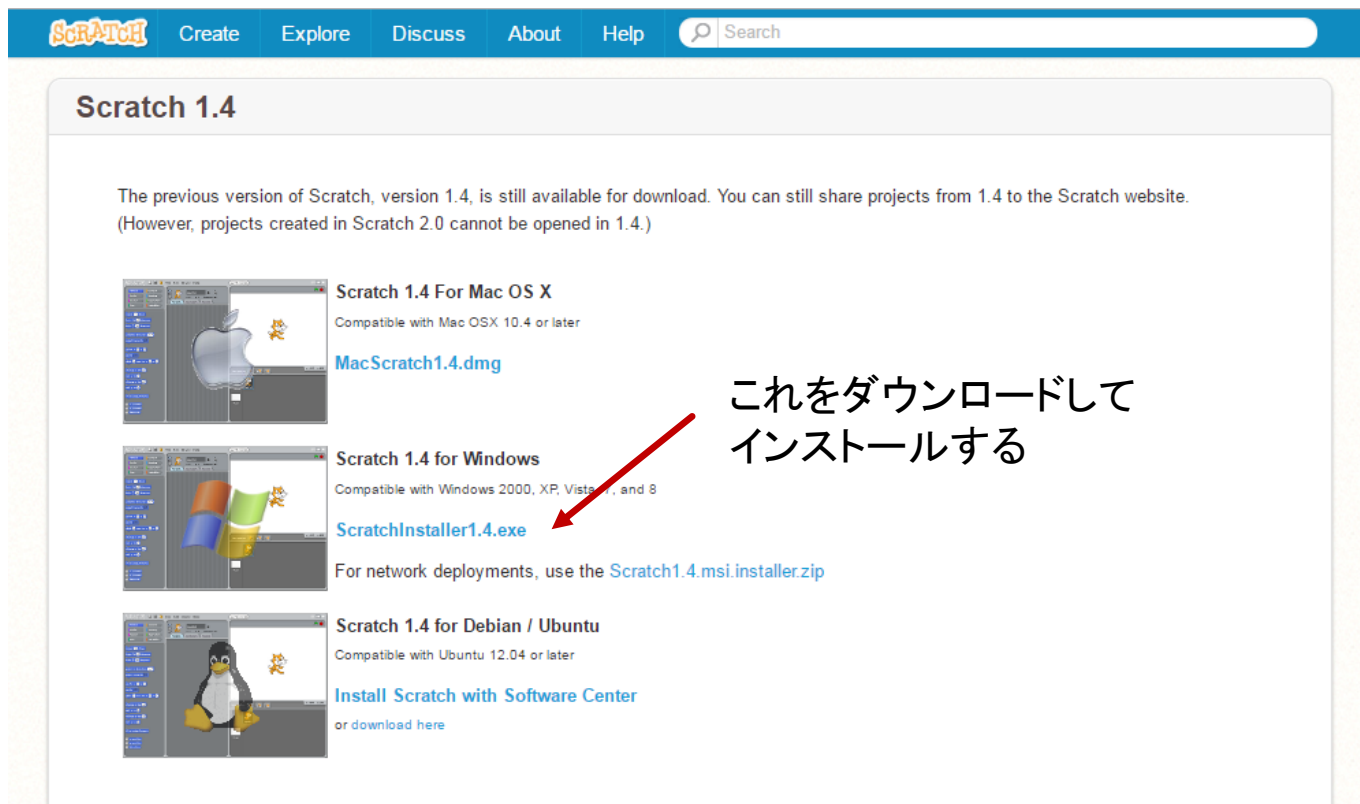 SCRATCH Create Explore Discuss About Help Search
Scratch 1.4
The previous version of Scratch, version 1.4, is still available for download. You can still share projects from 1.4 to the Scratch website.
(However, projects created in Scratch 2.0 cannot be opened in 1.4.)
Scratch 1.4 For Mac OS X
Compatible with Mac OSX 10.4 or later
MacScratch1.4.dmg
これをダウンロードして
インストールする
Scratch 1.4 for Windows
Compatible with Windows 2000, XP, Vista, 7, and 8
ScratchInstaller1.4.exe
For network deployments, use the Scratch1.4.msi.installer.zip
Scratch 1.4 for Debian / Ubuntu
Compatible with Ubuntu 12.04 or later
Install Scratch with Software Center
or download here